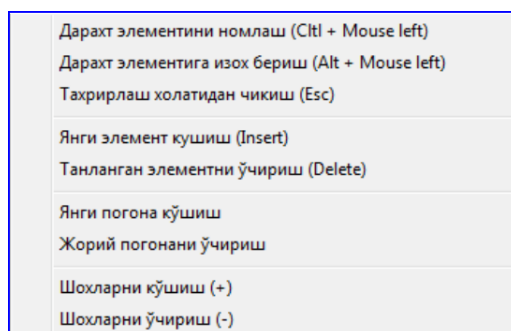 Дарахт элементини номлаш (Cltl + Mouse left)
Дарахт элементига изох бериш (Alt + Mouse left)
Тахрирлаш холатидан чикиш (Esc)
Янги элемент кушиш (Insert)
Танланган элементни ўчириш (Delete)
Янги погона кўшиш
Жорий погонани ўчириш
Шохларни кўшиш (+)
Шохларни ўчириш (-)